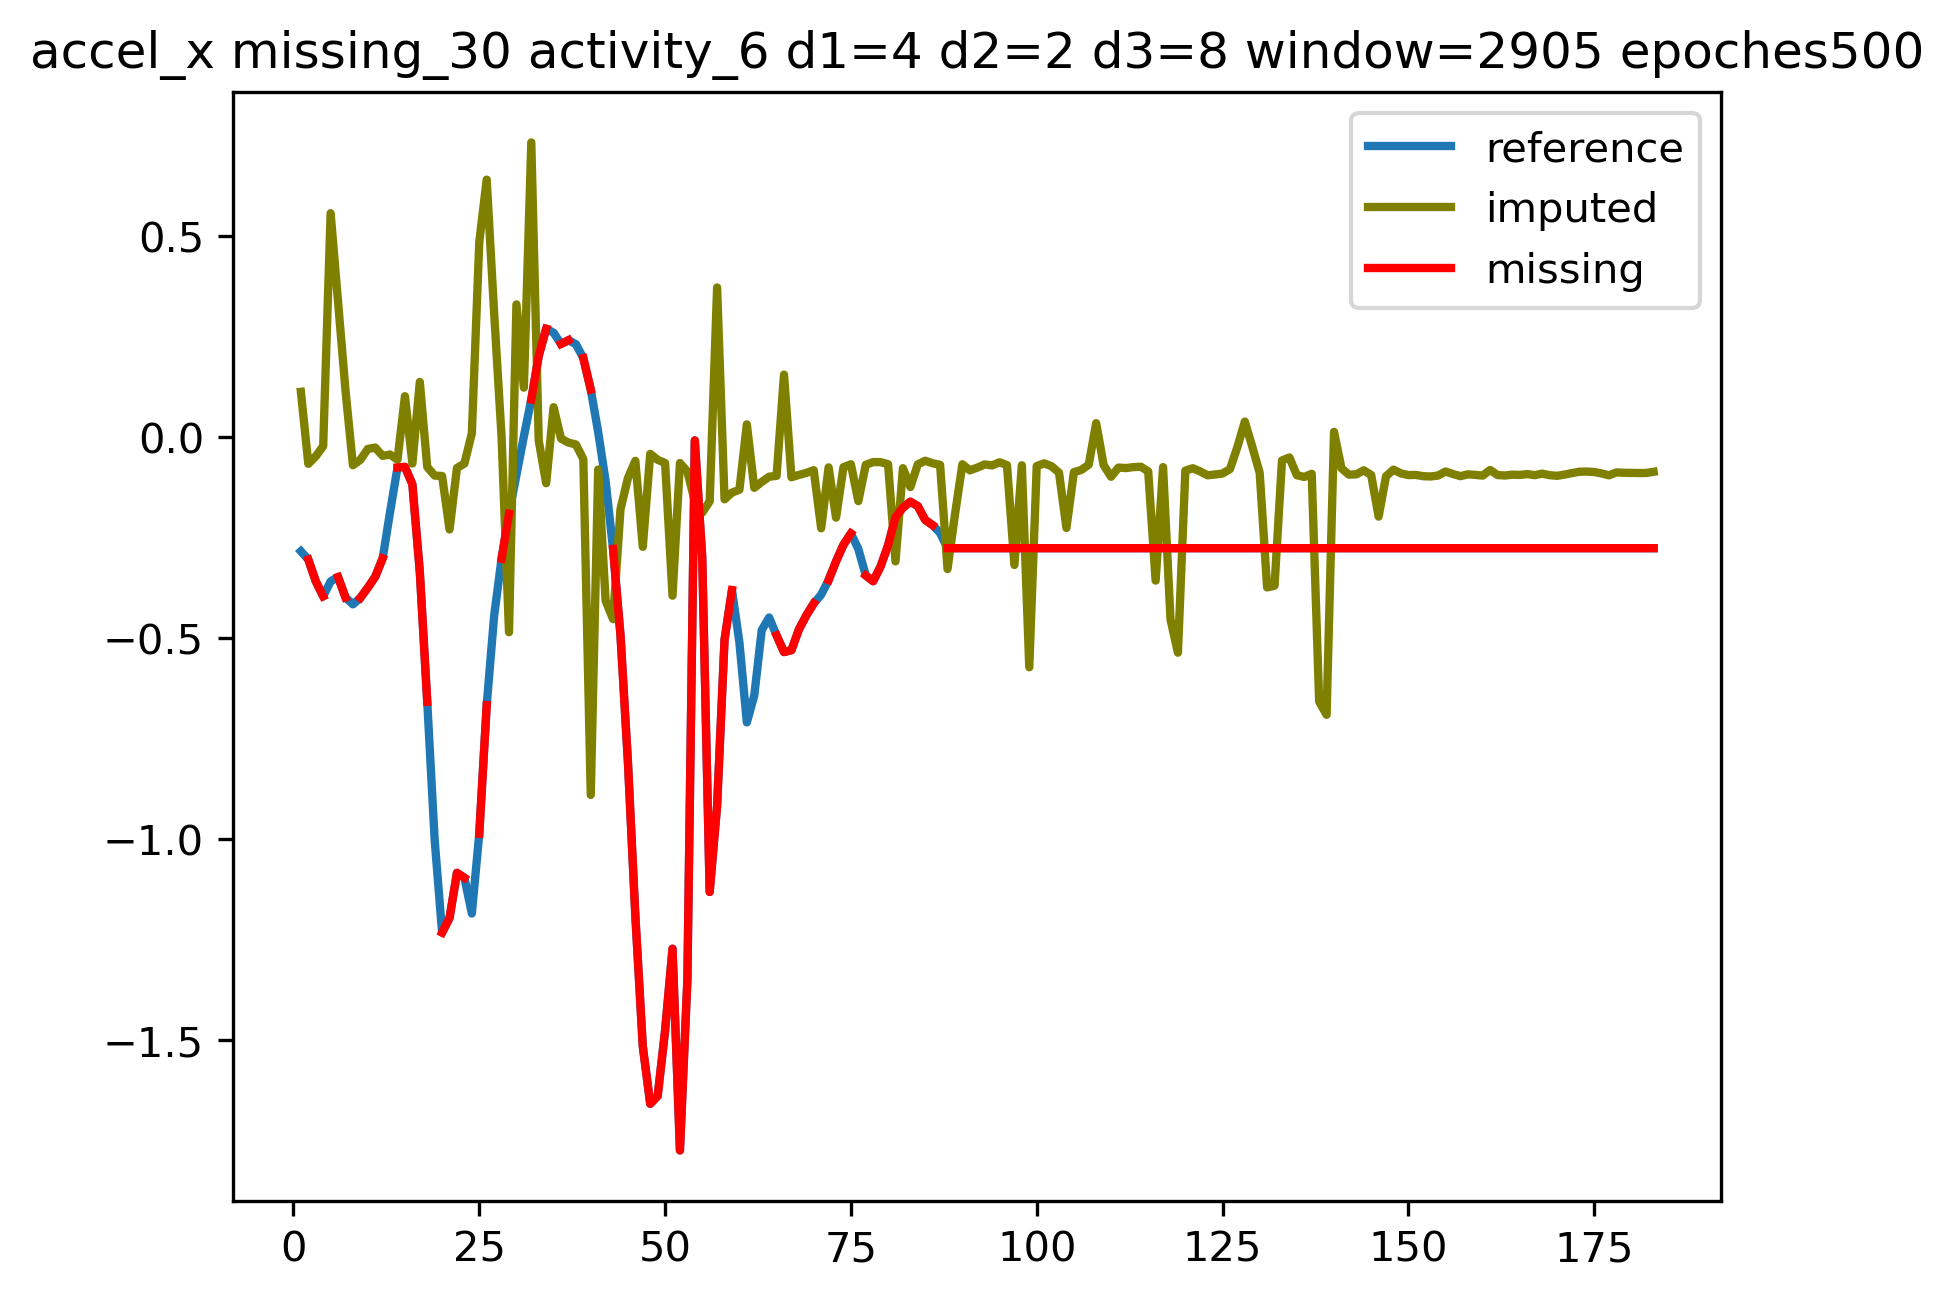 accel_x missing_30 activity_6 d1=4 d2=2 d3=8 window=2905 epoches500
reference
imputed
missing
0.5
0.0
−0.5
−1.0
−1.5
0 25 50 75 100 125 150 175